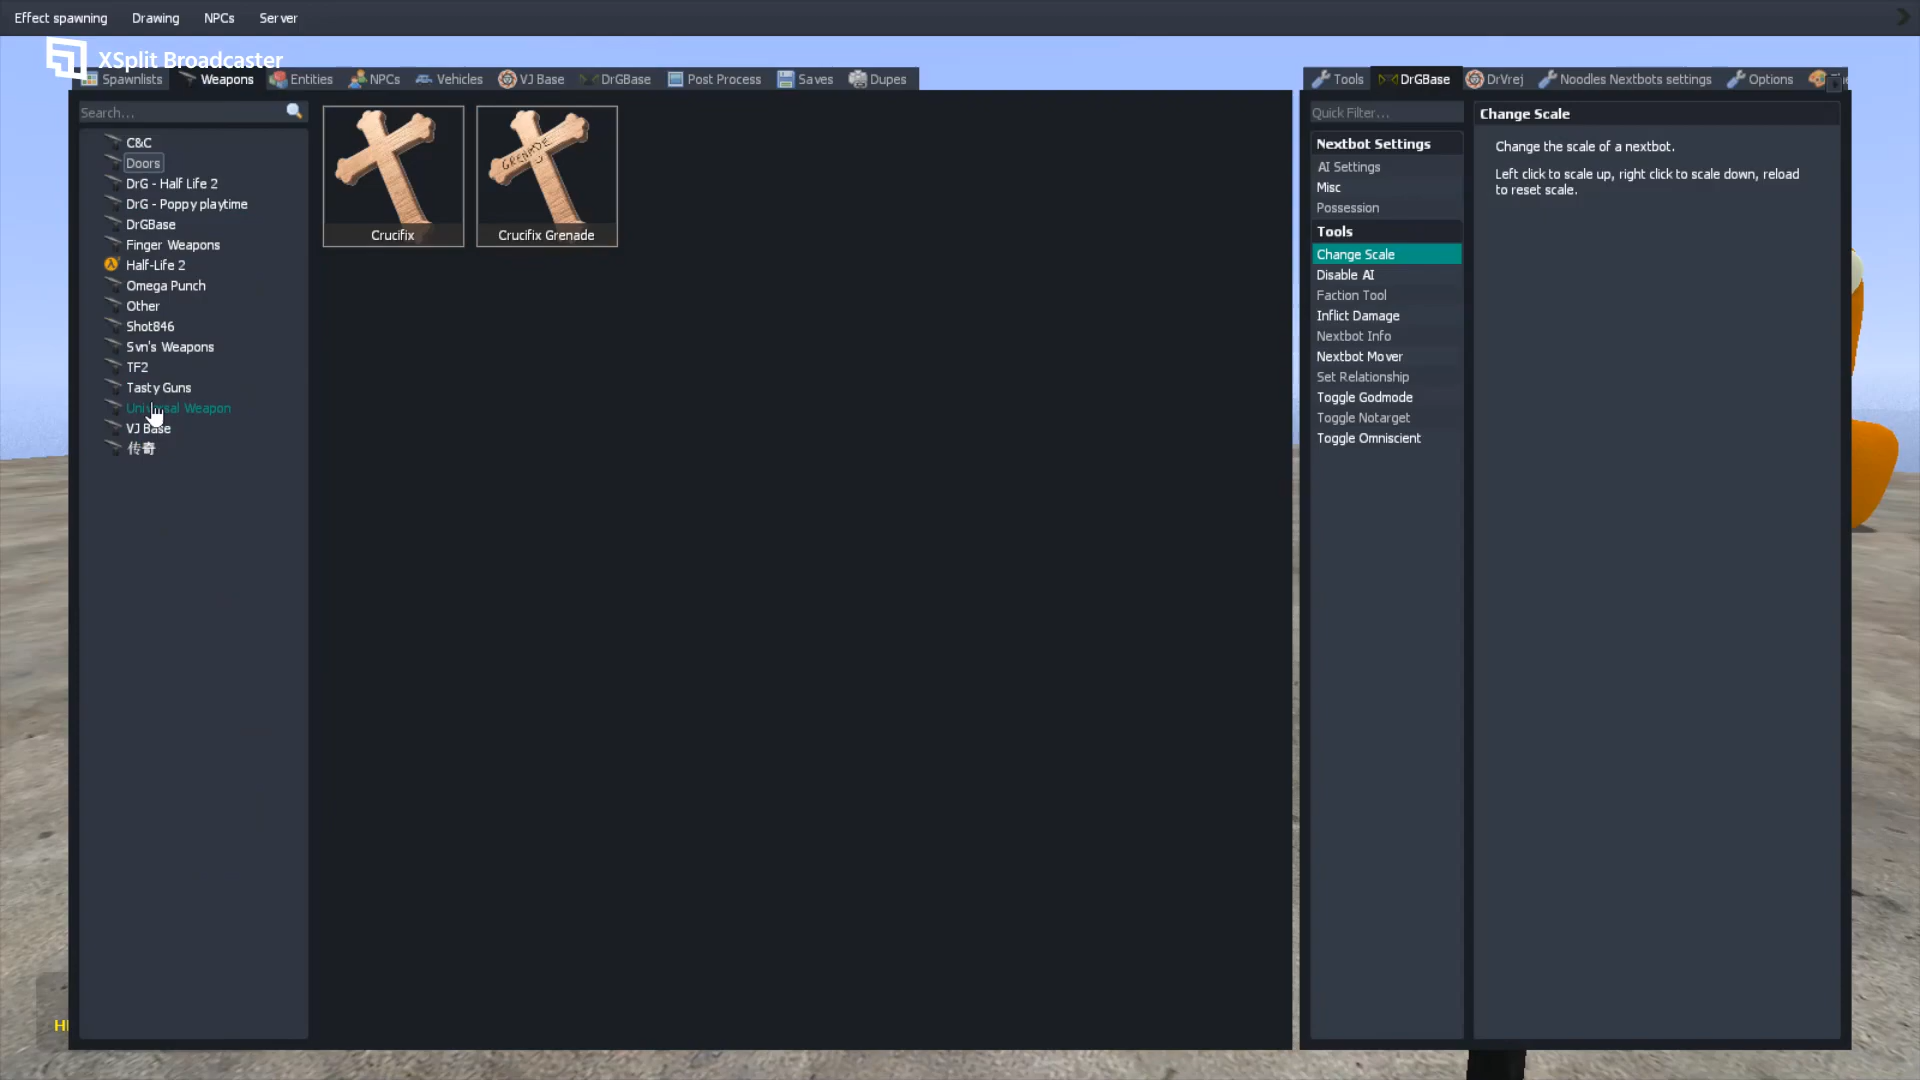 Effect spawning Drawing NPCs Server
XSplit Broadcaster
Spawnlists Weapons Entities NPCs Vehicles VJ Base DrGBase Post Process Saves Dupes
Search...
C&C
Doors
DrG - Half Life 2
DrG - Poppy playtime
DrGBase
Finger Weapons
Half-Life 2
Omega Punch
Other
Shot846
Svn's Weapons
TF2
Tasty Guns
Universal Weapon
VJ Base
传奇
GRENADE
Crucifix
Crucifix Grenade
Tools DrGBase DrVrej Noodles Nextbots settings Options
Quick Filter...
Nextbot Settings
AI Settings
Misc
Possession
Tools
Change Scale
Disable AI
Faction Tool
Inflict Damage
Nextbot Info
Nextbot Mover
Set Relationship
Toggle Godmode
Toggle Notarget
Toggle Omniscient
Change Scale
Change the scale of a nextbot.
Left click to scale up, right click to scale down, reload
to reset scale.